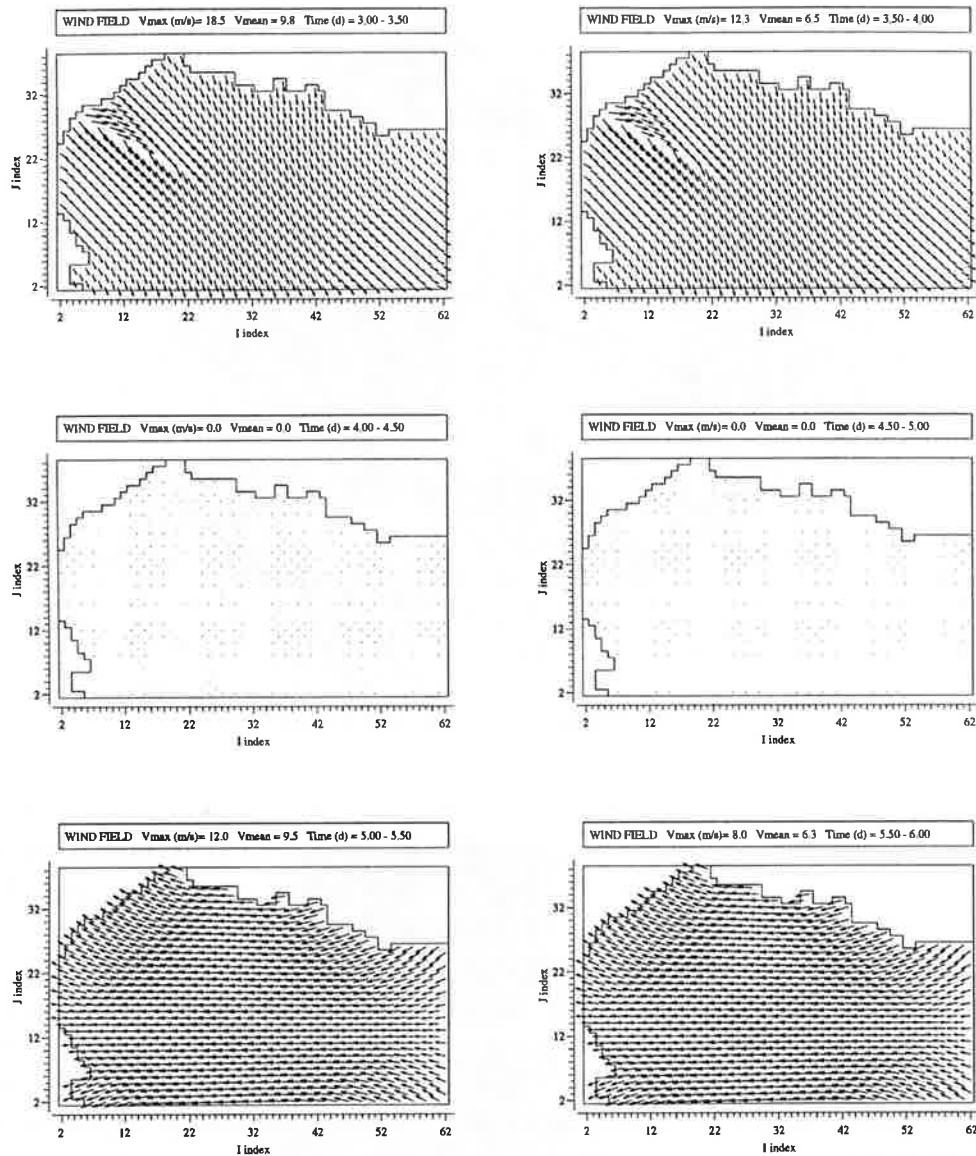 WIND FIELD Vmax (m/s)= 18.5 Vmean = 9.8 Time (d) = 3.00 - 3.50
J index
32
22
12
2
2 12 22 32 42 52 62
I index
WIND FIELD Vmax (m/s)= 12.3 Vmean = 6.5 Time (d) = 3.50 - 4.00
J index
32
22
12
2
2 12 22 32 42 52 62
I index
WIND FIELD Vmax (m/s)= 0.0 Vmean = 0.0 Time (d) = 4.00 - 4.50
J index
32
22
12
2
2 12 22 32 42 52 62
I index
WIND FIELD Vmax (m/s)= 0.0 Vmean = 0.0 Time (d) = 4.50 - 5.00
J index
32
22
12
2
2 12 22 32 42 52 62
I index
WIND FIELD Vmax (m/s)= 12.0 Vmean = 9.5 Time (d) = 5.00 - 5.50
J index
32
22
12
2
2 12 22 32 42 52 62
I index
WIND FIELD Vmax (m/s)= 8.0 Vmean = 6.3 Time (d) = 5.50 - 6.00
J index
32
22
12
2
2 12 22 32 42 52 62
I index